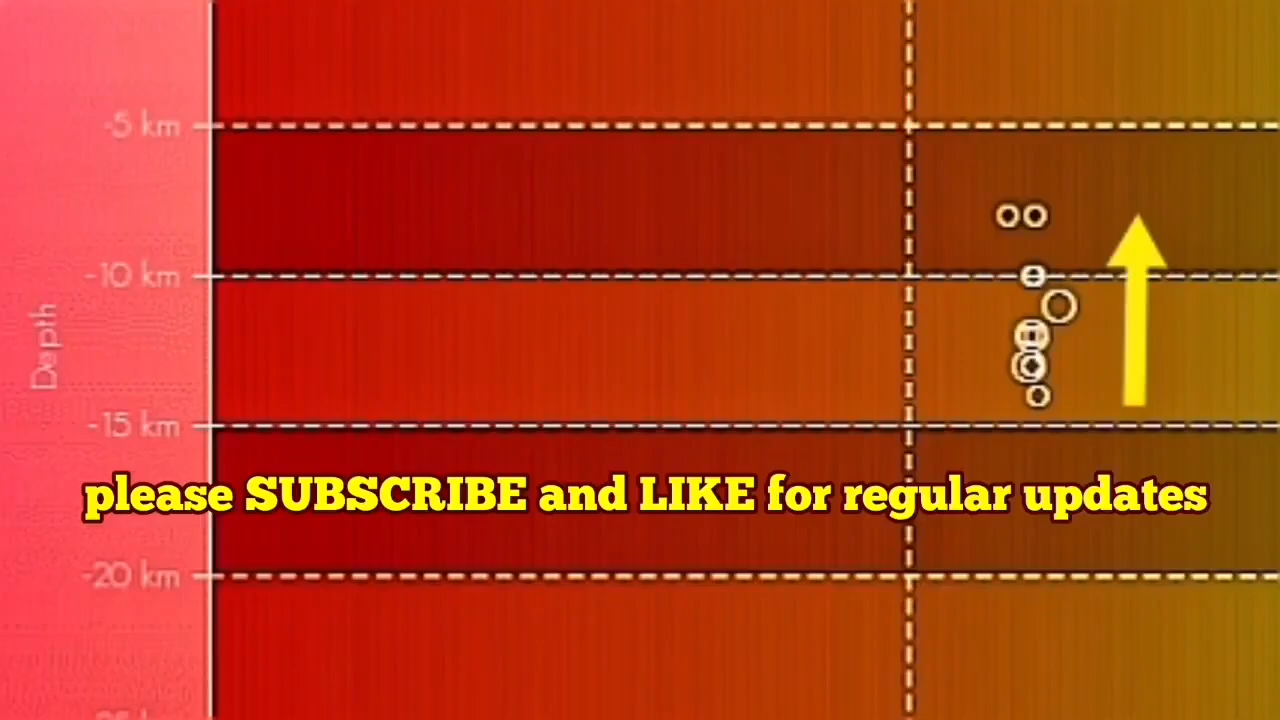 -5 km
-10 km
Depth
-15 km
please SUBSCRIBE and LIKE for regular updates
-20 km